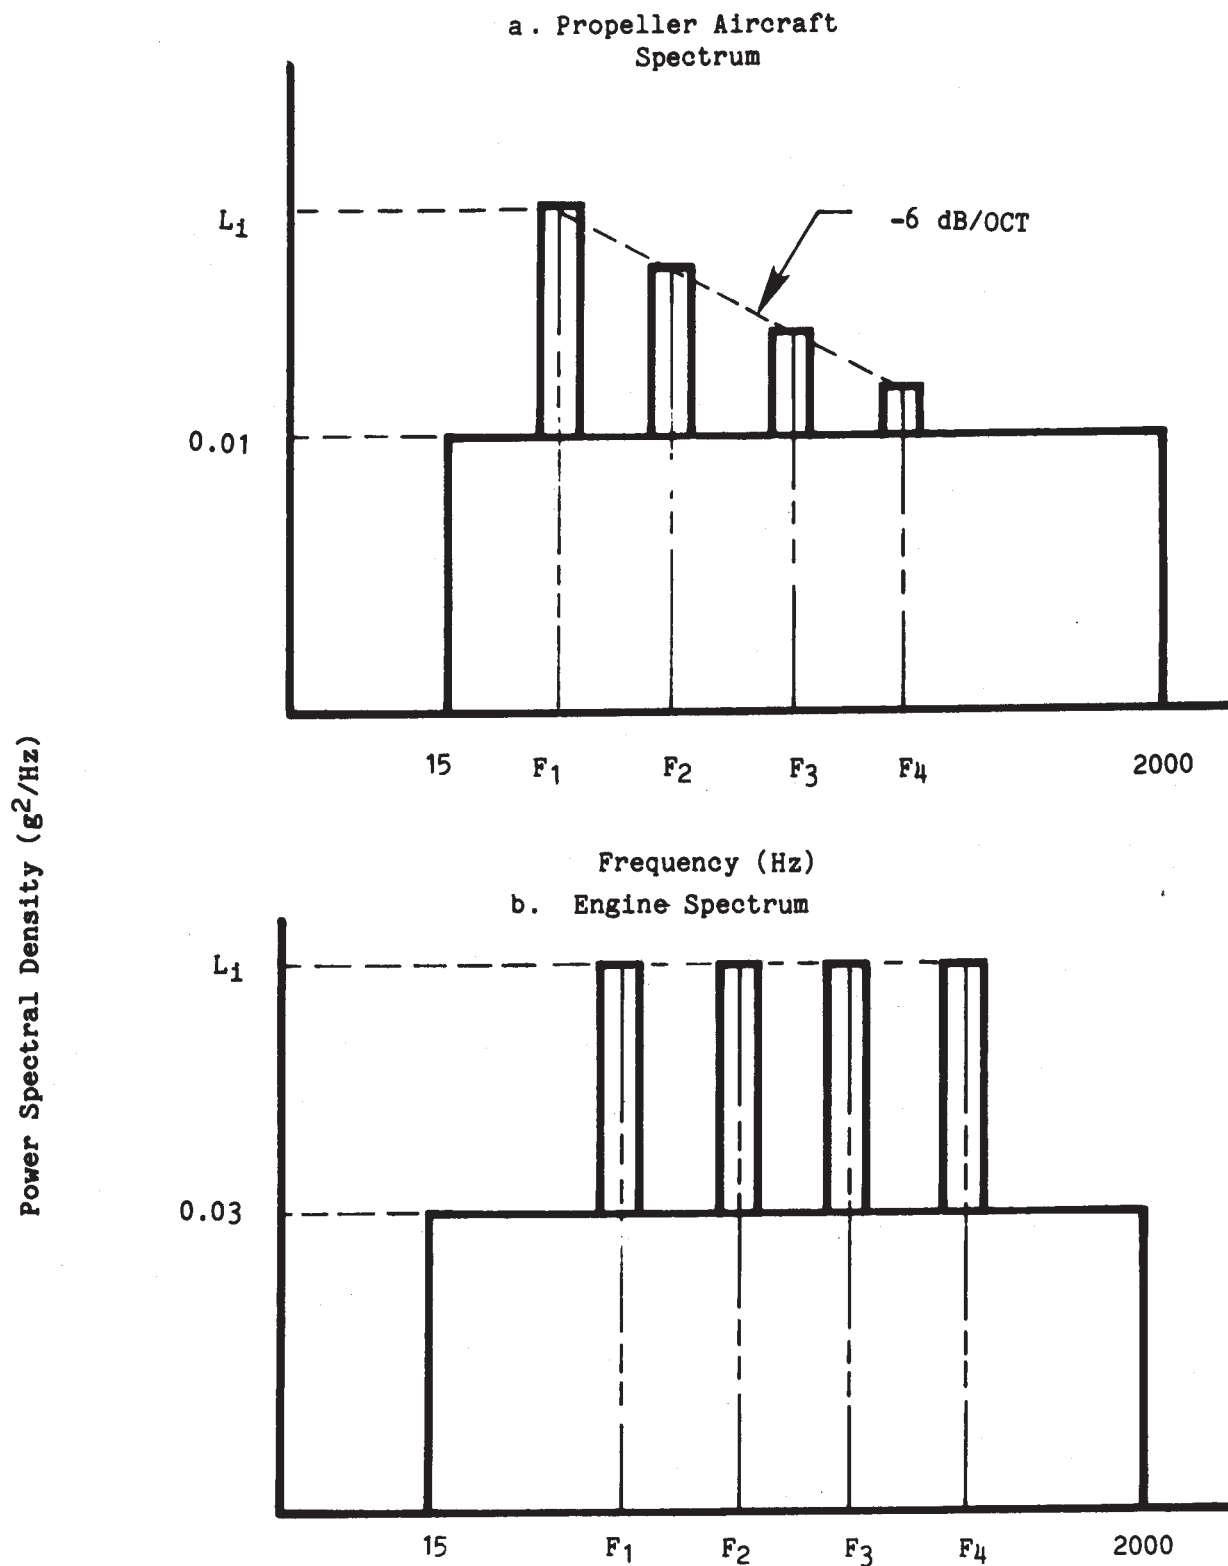 a. Propeller Aircraft
Spectrum
Li
-6 dB/OCT
0.01
15 F1 F2 F3 F4 2000
Power Spectral Density (g2/Hz)
Frequency (Hz)
b. Engine Spectrum
Li
0.03
15 F1 F2 F3 F4 2000